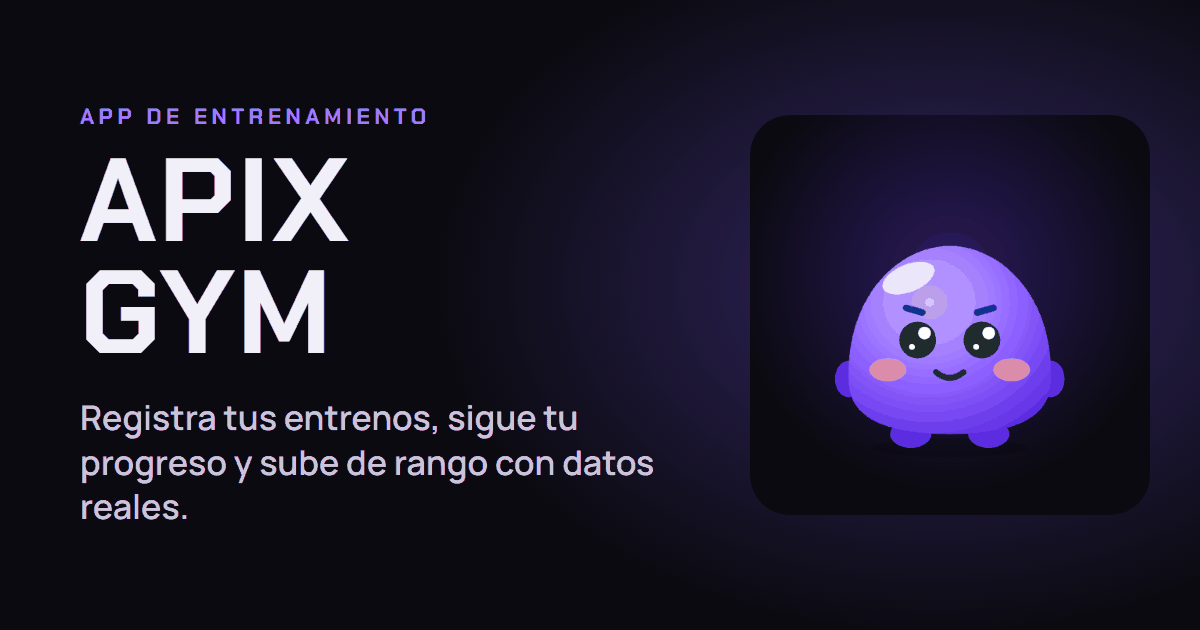 APP DE ENTRENAMIENTO
APIX
GYM
Registra tus entrenos, sigue tu
progreso y sube de rango con datos
reales.